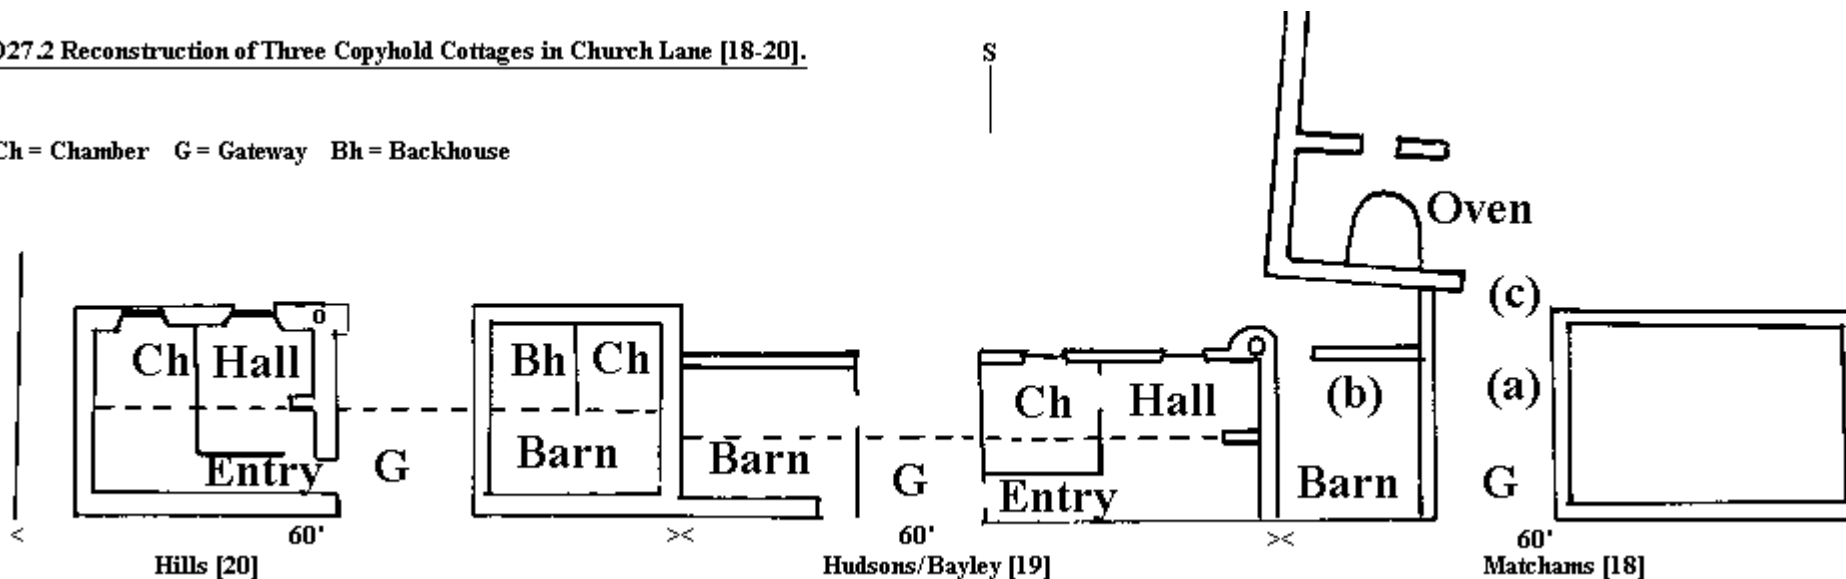 D27.2 Reconstruction of Three Copyhold Cottages in Church Lane [18-20].
S
Ch = Chamber G = Gateway Bh = Backhouse
Oven
(c)
Ch Hall Bh Ch Ch Hall (b) (a)
Entry G Barn Barn G Entry Barn G
< 60' >< 60' >< 60'
Hills [20] Hudsons/Bayley [19] Matchams [18]